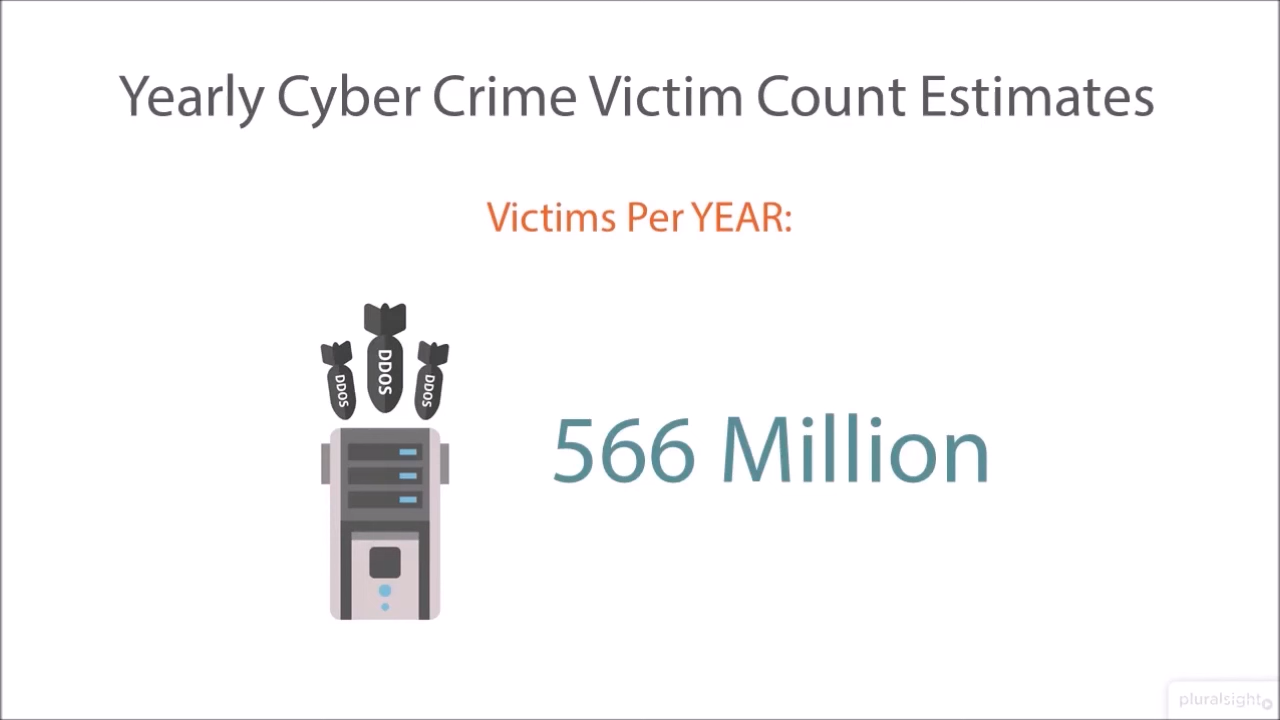 Yearly Cyber Crime Victim Count Estimates
Victims Per YEAR:
DDOS
DDOS
DDOS
566 Million
pluralsight